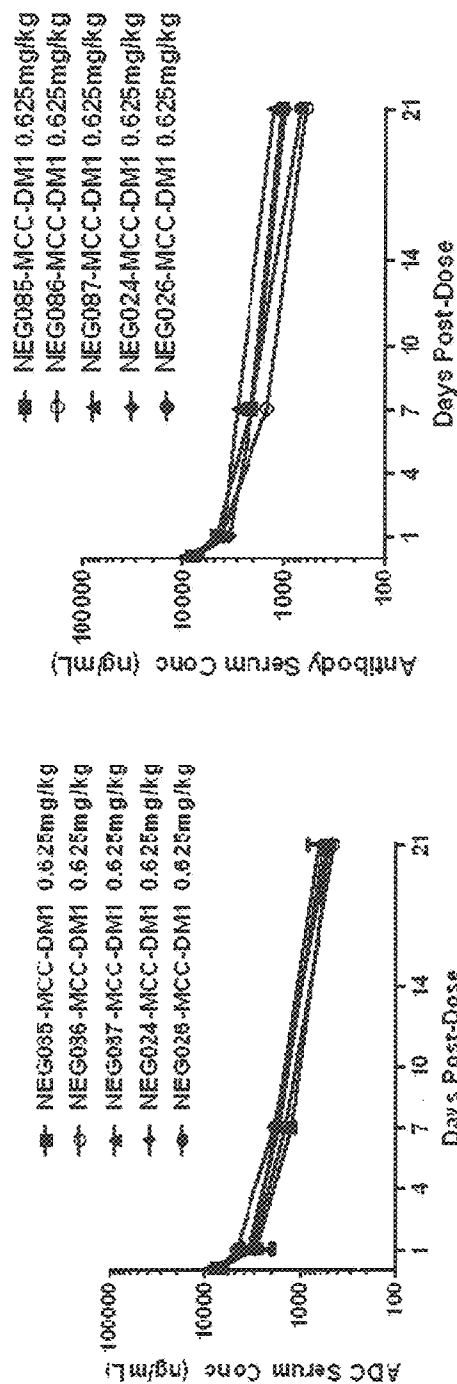 NEG085-MCC-DM1 0.625mg/kg
NEG086-MCC-DM1 0.625mg/kg
NEG087-MCC-DM1 0.625mg/kg
NEG024-MCC-DM1 0.625mg/kg
NEG026-MCC-DM1 0.625mg/kg
100000
10000
1000
100
ADC Serum Conc (ng/mL)
1
4
7
10
14
21
Days Post-Dose
NEG085-MCC-DM1 0.625mg/kg
NEG086-MCC-DM1 0.625mg/kg
NEG087-MCC-DM1 0.625mg/kg
NEG024-MCC-DM1 0.625mg/kg
NEG026-MCC-DM1 0.625mg/kg
100000
10000
1000
100
Antibody Serum Conc (ng/mL)
1
4
7
10
14
21
Days Post-Dose